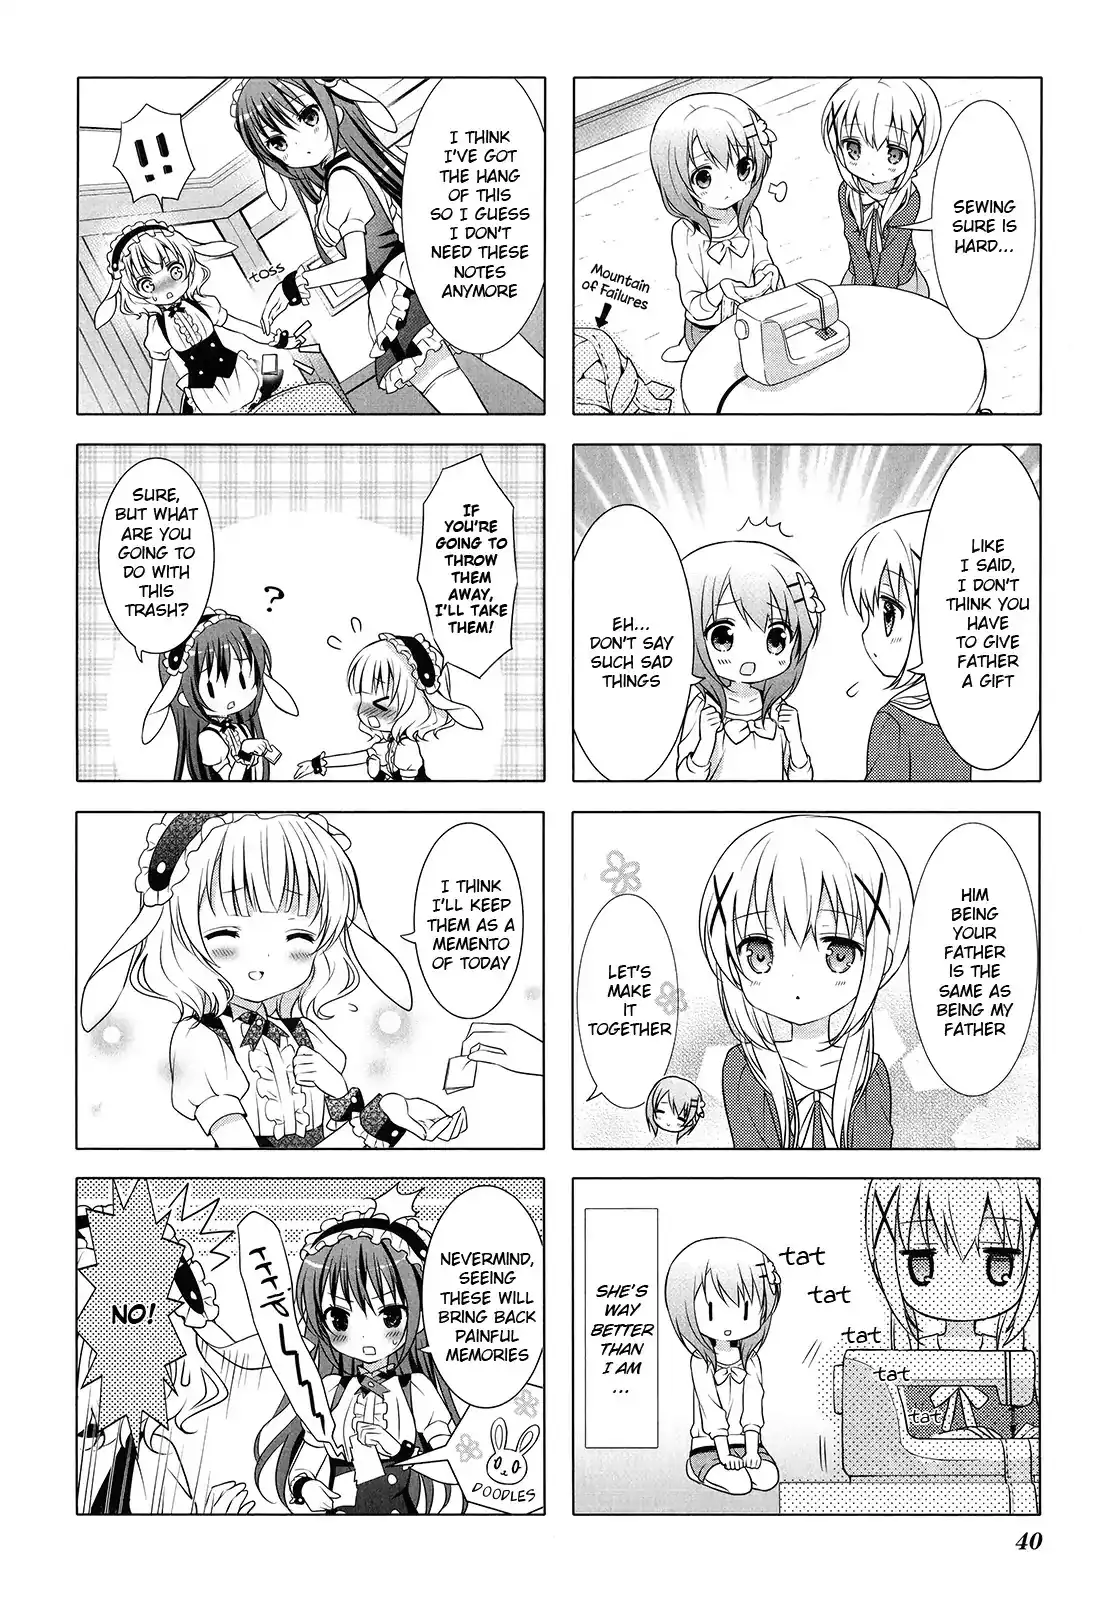 SEWING
SURE IS
HARD...
Mountain
of Failures
LIKE
I SAID,
I DON'T
THINK YOU
HAVE
TO GIVE
FATHER
A GIFT
EH...
DON'T SAY
SUCH SAD
THINGS
HIM
BEING
YOUR
FATHER
IS THE
SAME AS
BEING MY
FATHER
LET'S
MAKE
IT
TOGETHER
tat
tat
tat
tat
tat
SHE'S
WAY
BETTER
THAN
I AM
...
I THINK
I'VE GOT
THE HANG
OF THIS
SO I GUESS
I DON'T
NEED THESE
NOTES
ANYMORE
!!
toss
IF
YOU'RE
GOING TO
THROW
THEM
AWAY,
I'LL TAKE
THEM!
?
SURE,
BUT WHAT
ARE YOU
GOING TO
DO WITH
THIS
TRASH?
I THINK
I'LL KEEP
THEM AS A
MEMENTO
OF TODAY
NEVERMIND,
SEEING
THESE WILL
BRING BACK
PAINFUL
MEMORIES
DOODLES
NO!
40